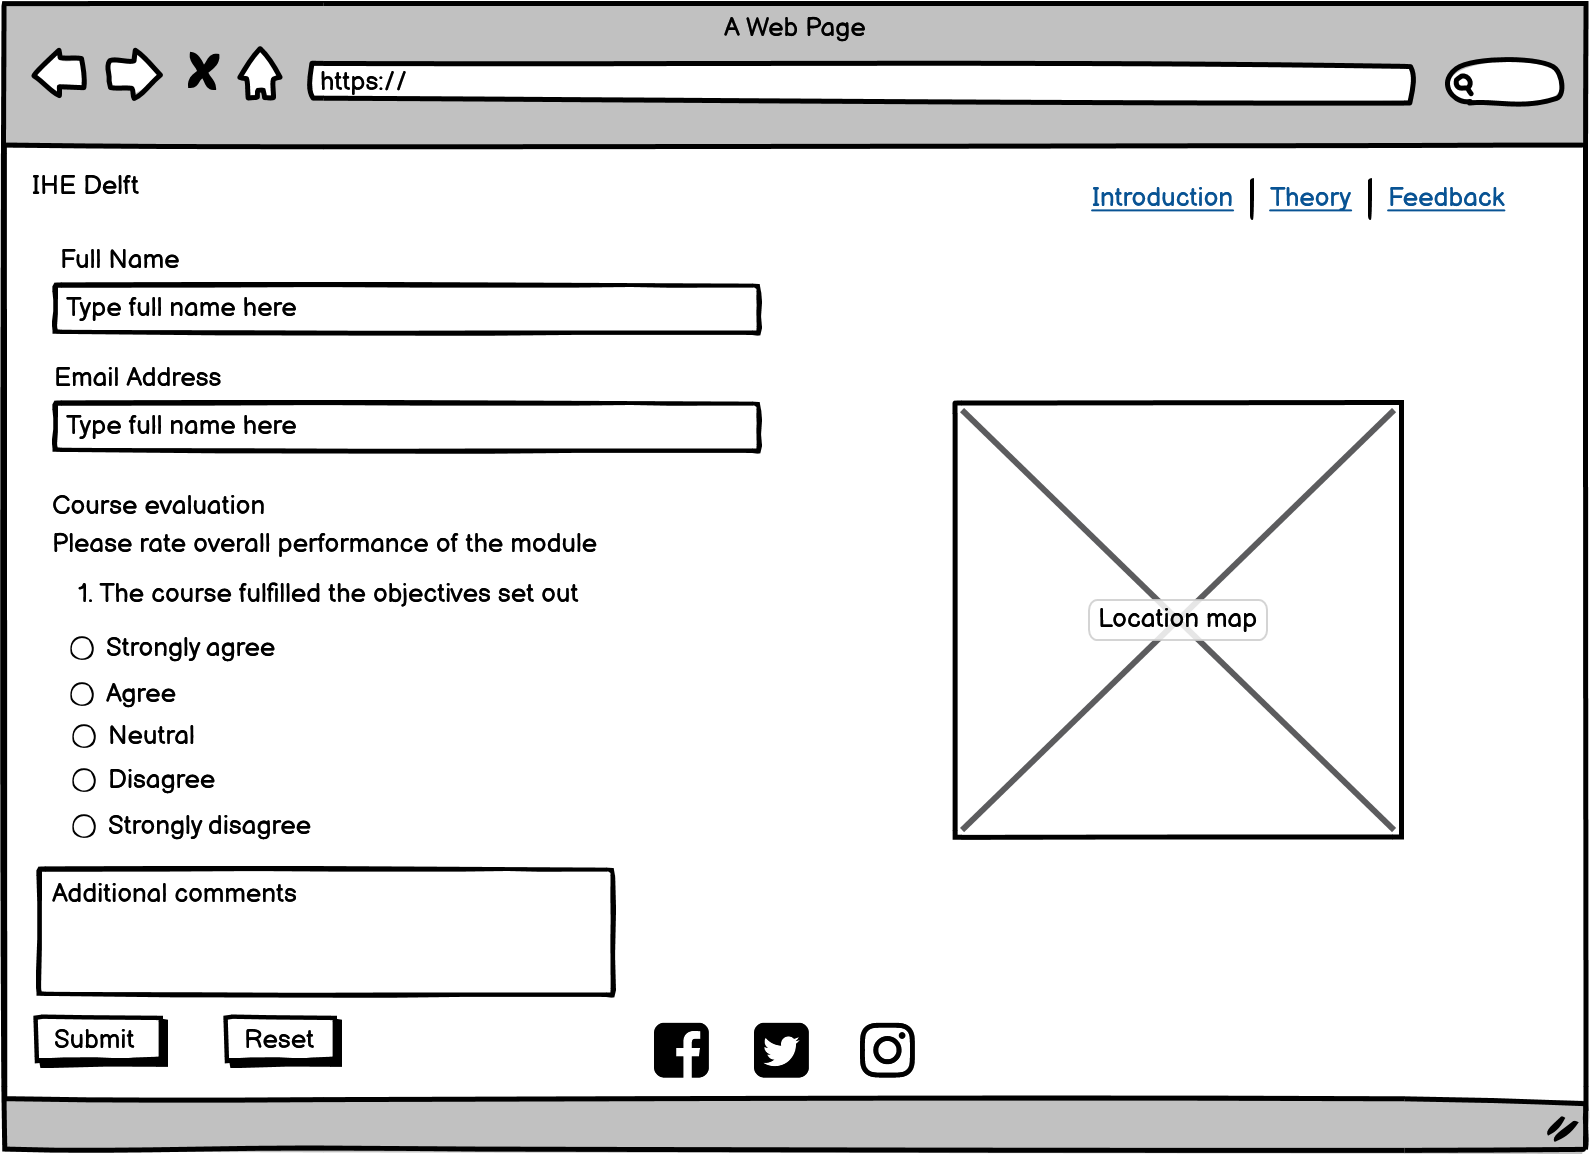 A Web Page
https://
IHE Delft
Introduction | Theory | Feedback
Full Name
Type full name here
Email Address
Type full name here
Course evaluation
Please rate overall performance of the module
1. The course fulfilled the objectives set out
Strongly agree
Agree
Neutral
Disagree
Strongly disagree
Location map
Additional comments
Submit
Reset